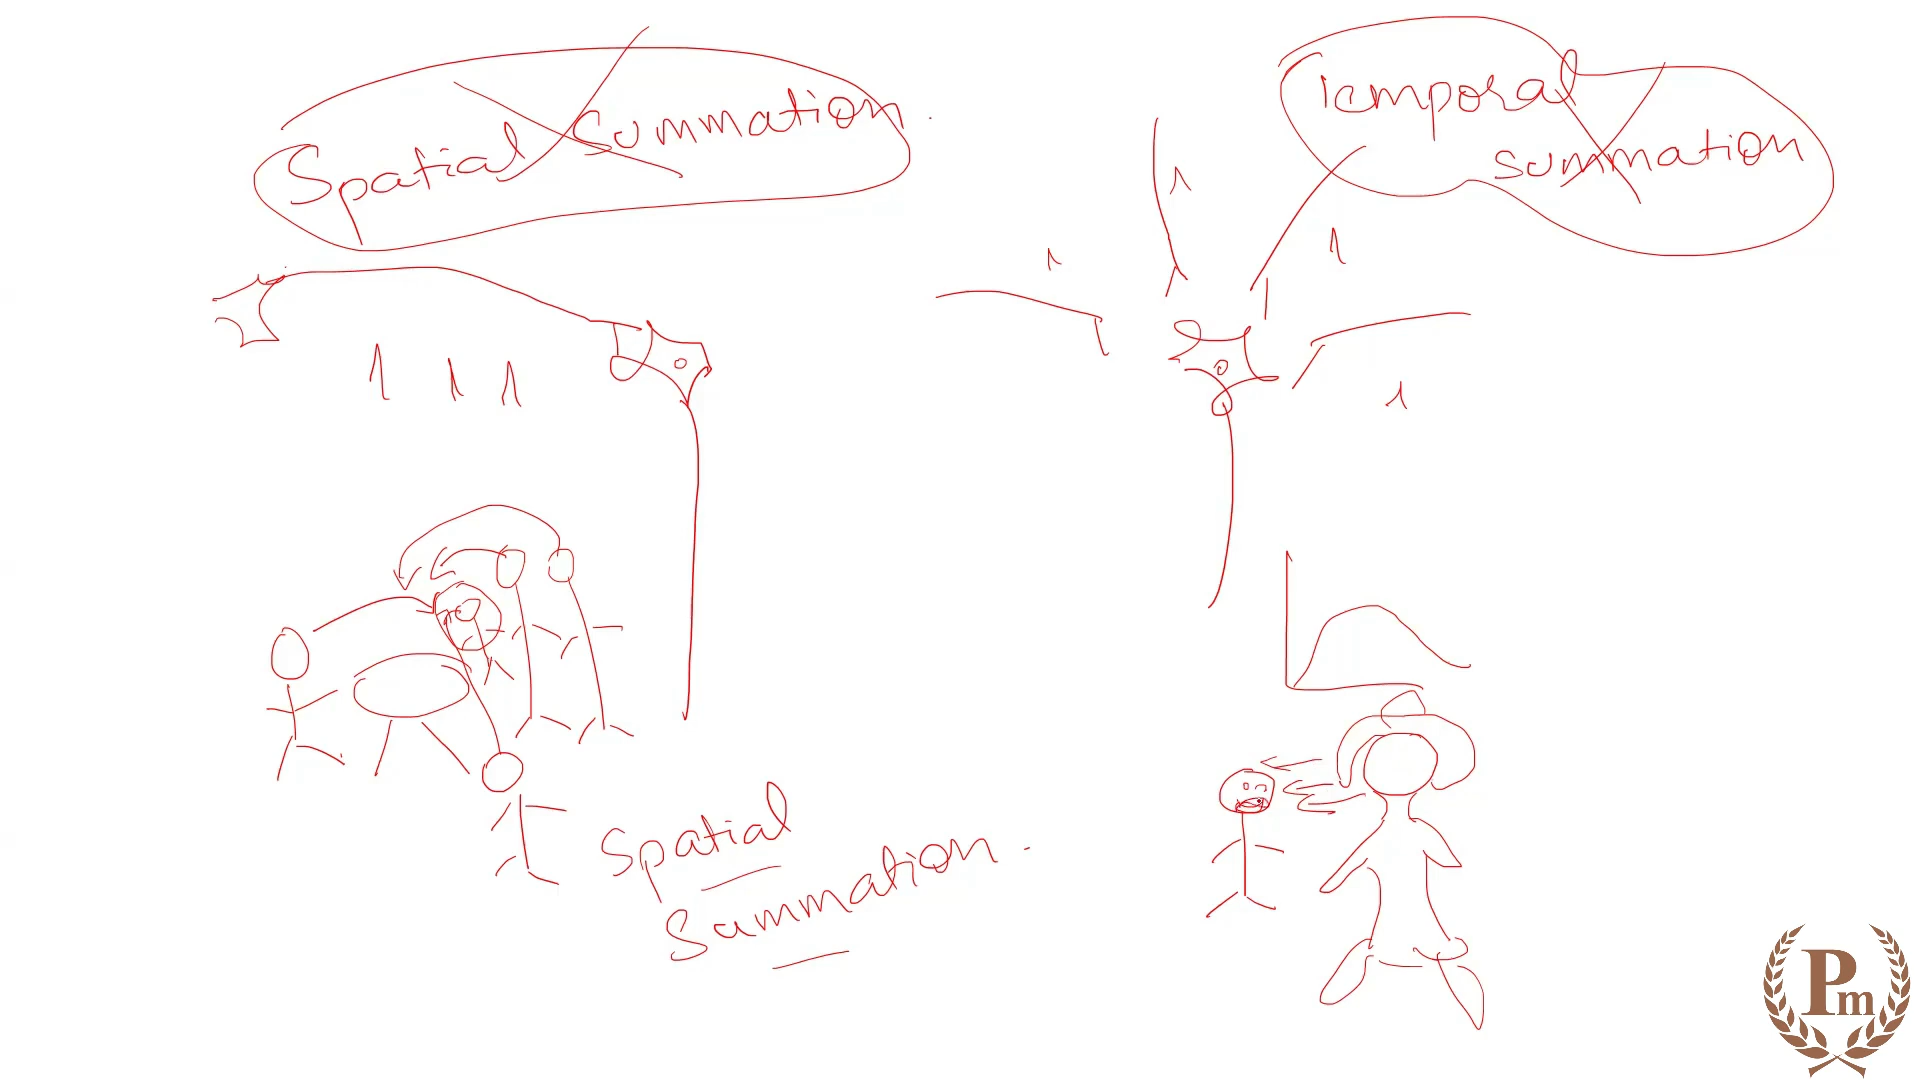 Spatial Summation.
Temporal
summation
Spatial
Summation.
Pm